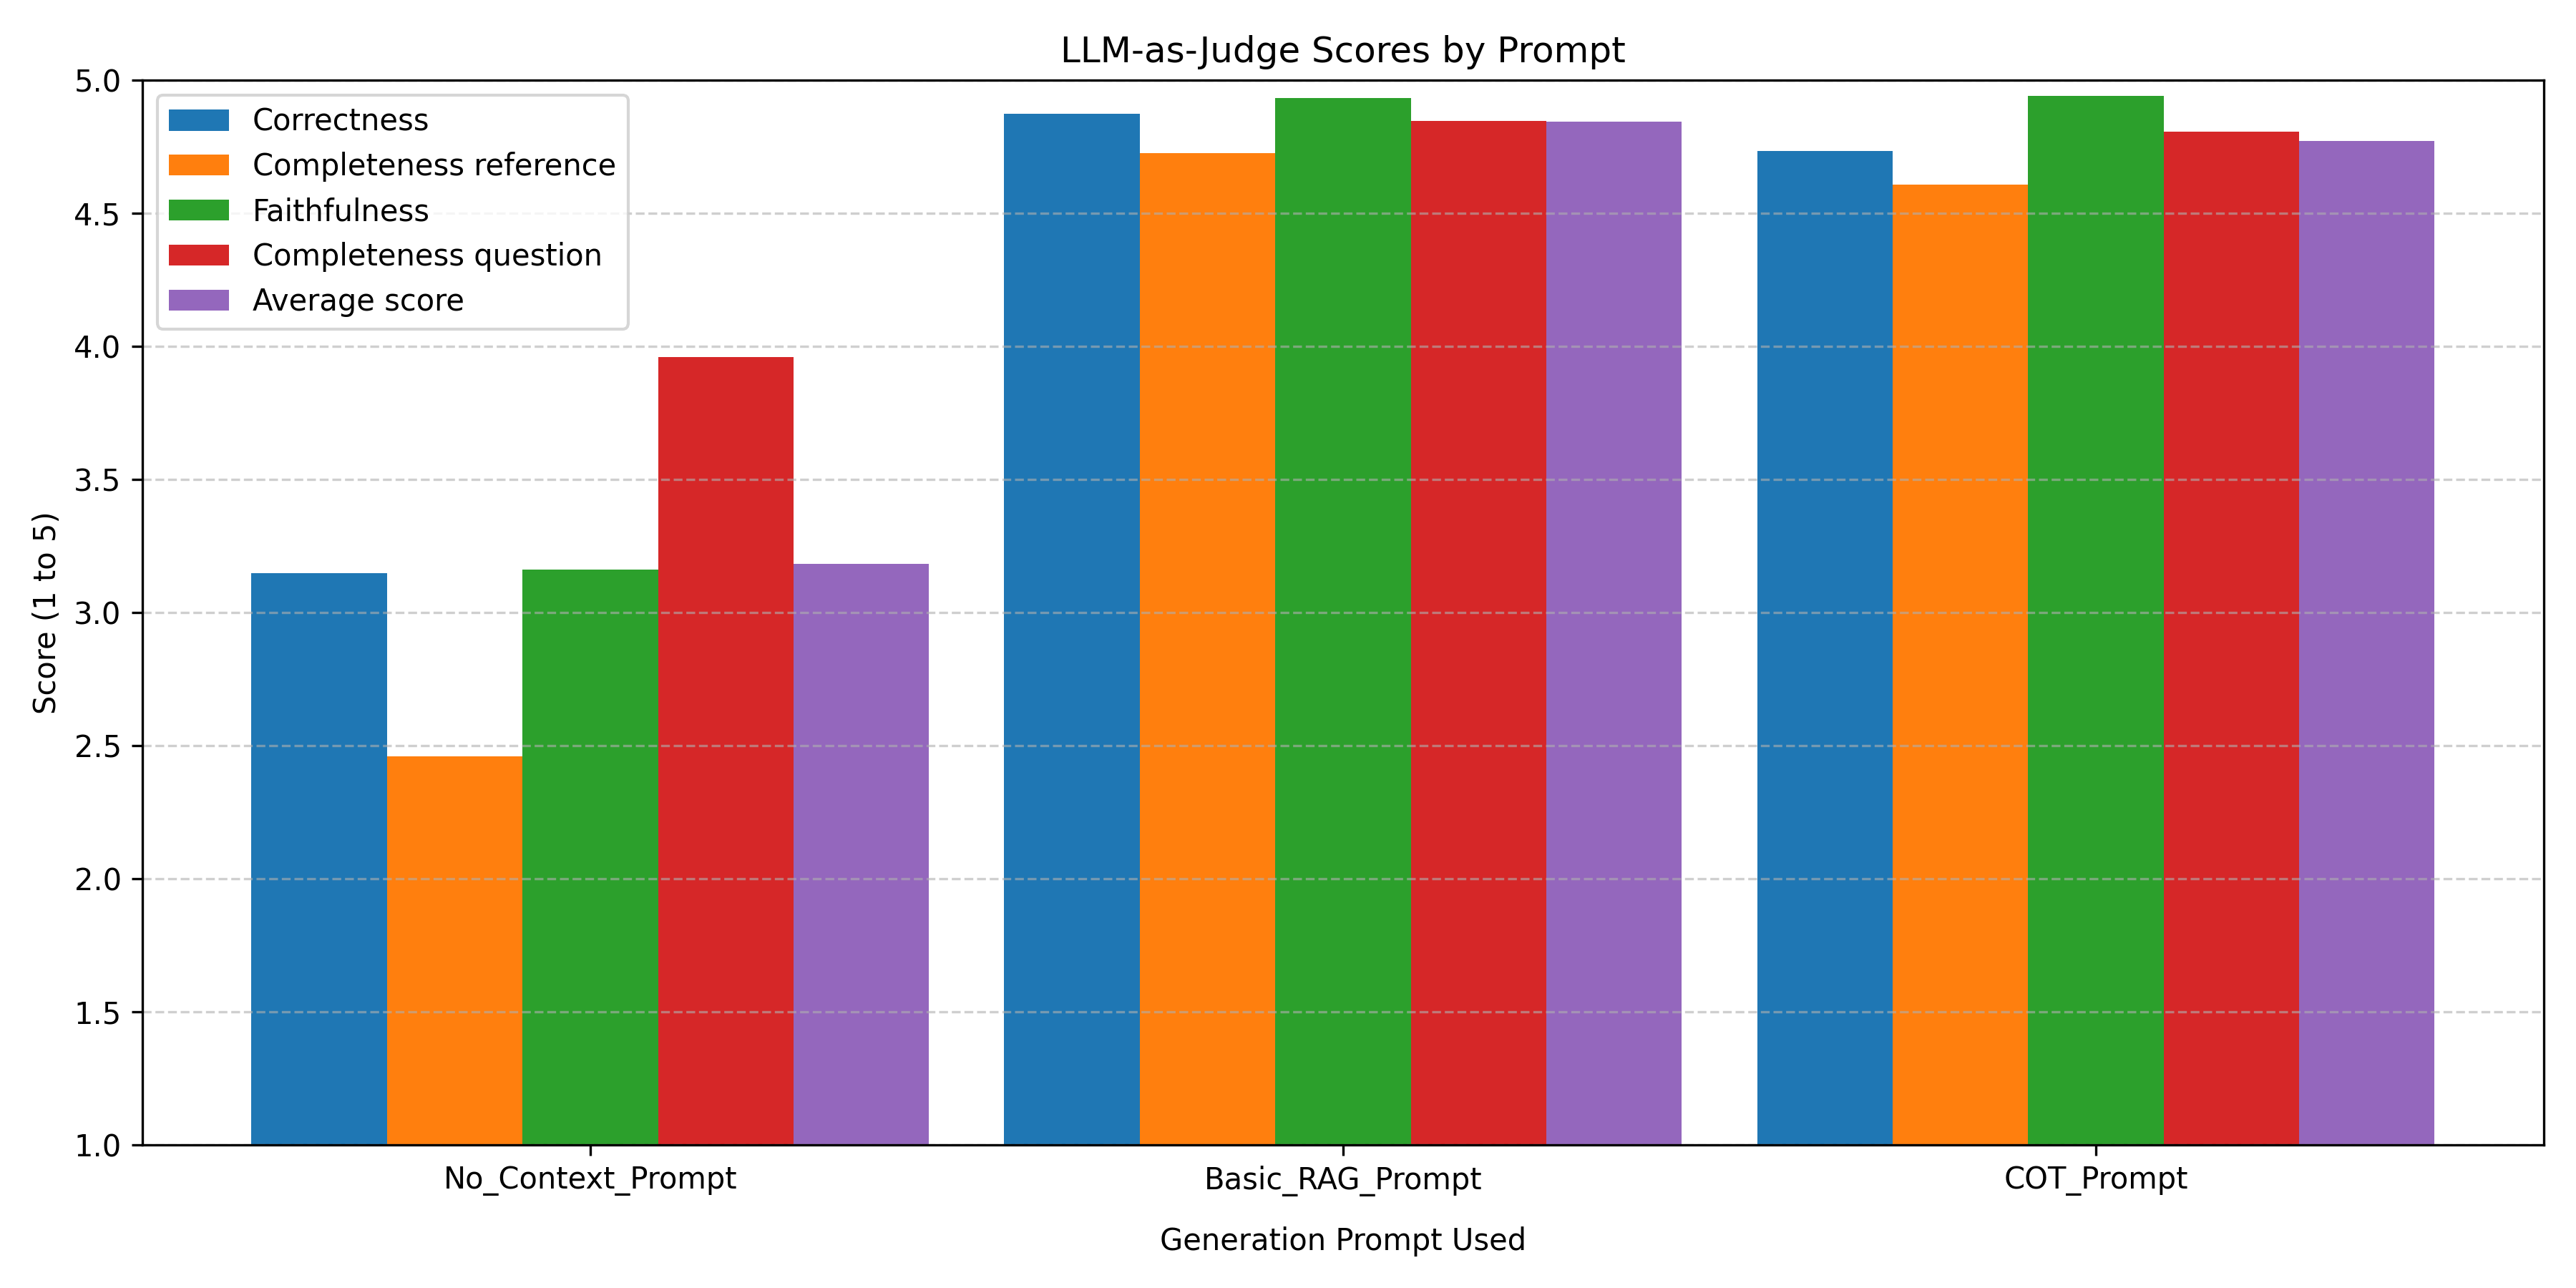 LLM-as-Judge Scores by Prompt
5.0
4.5
4.0
3.5
3.0
2.5
2.0
1.5
1.0
Score (1 to 5)
Correctness
Completeness reference
Faithfulness
Completeness question
Average score
No_Context_Prompt
Basic_RAG_Prompt
COT_Prompt
Generation Prompt Used